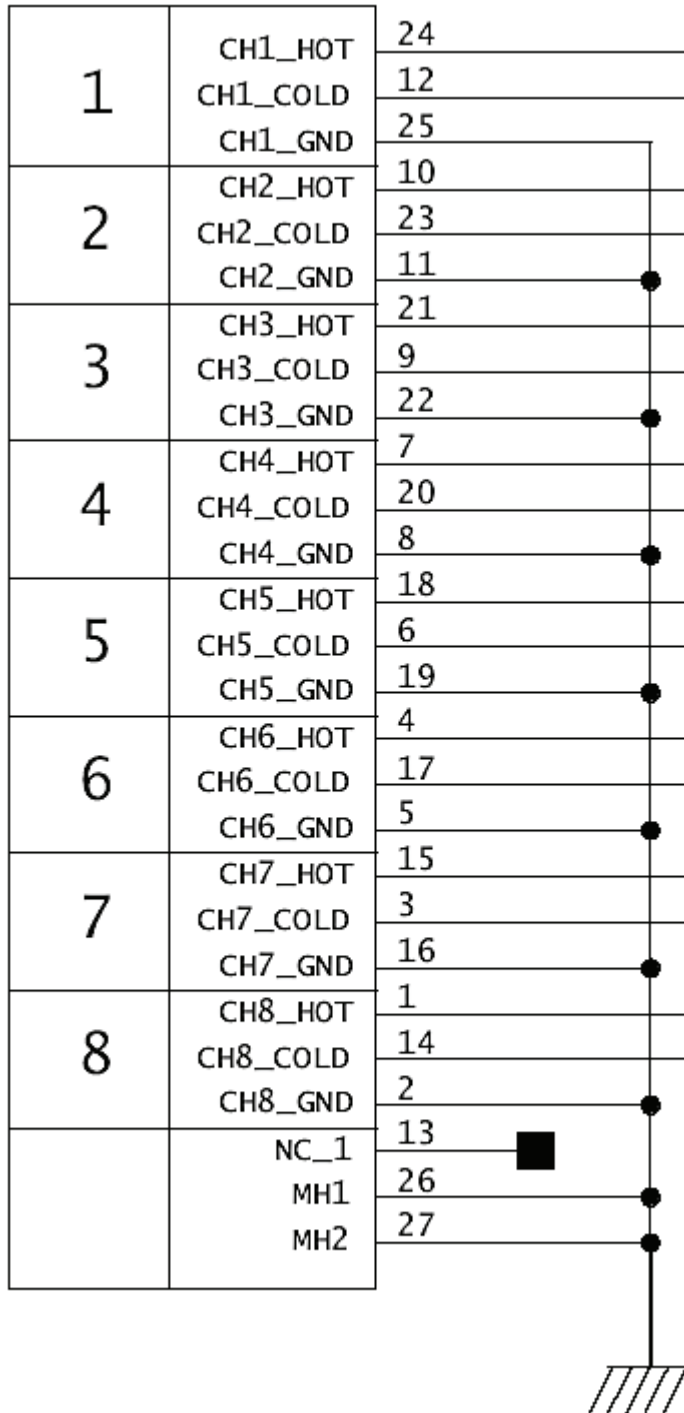 CH1_HOT 24
1 CH1_COLD 12
CH1_GND 25
CH2_HOT 10
2 CH2_COLD 23
CH2_GND 11
CH3_HOT 21
3 CH3_COLD 9
CH3_GND 22
CH4_HOT 7
4 CH4_COLD 20
CH4_GND 8
CH5_HOT 18
5 CH5_COLD 6
CH5_GND 19
CH6_HOT 4
6 CH6_COLD 17
CH6_GND 5
CH7_HOT 15
7 CH7_COLD 3
CH7_GND 16
CH8_HOT 1
8 CH8_COLD 14
CH8_GND 2
NC_1 13
MH1 26
MH2 27